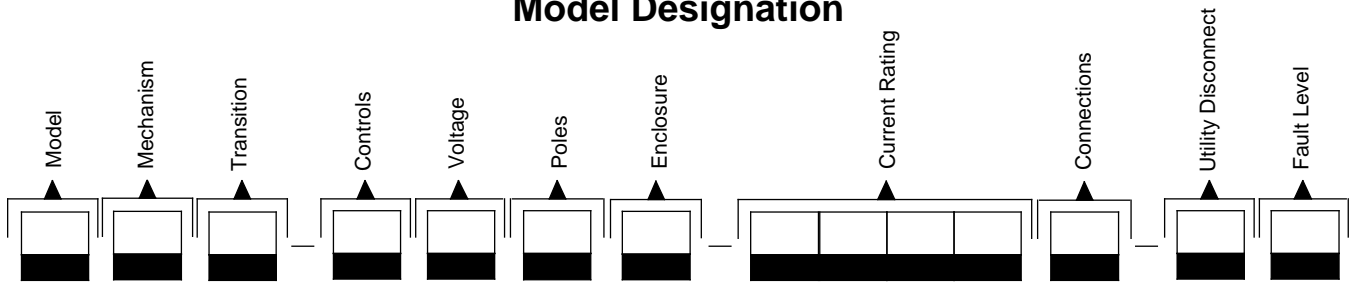 Model Designation
Model
Mechanism
Transition
Controls
Voltage
Poles
Enclosure
Current Rating
Connections
Utility Disconnect
Fault Level